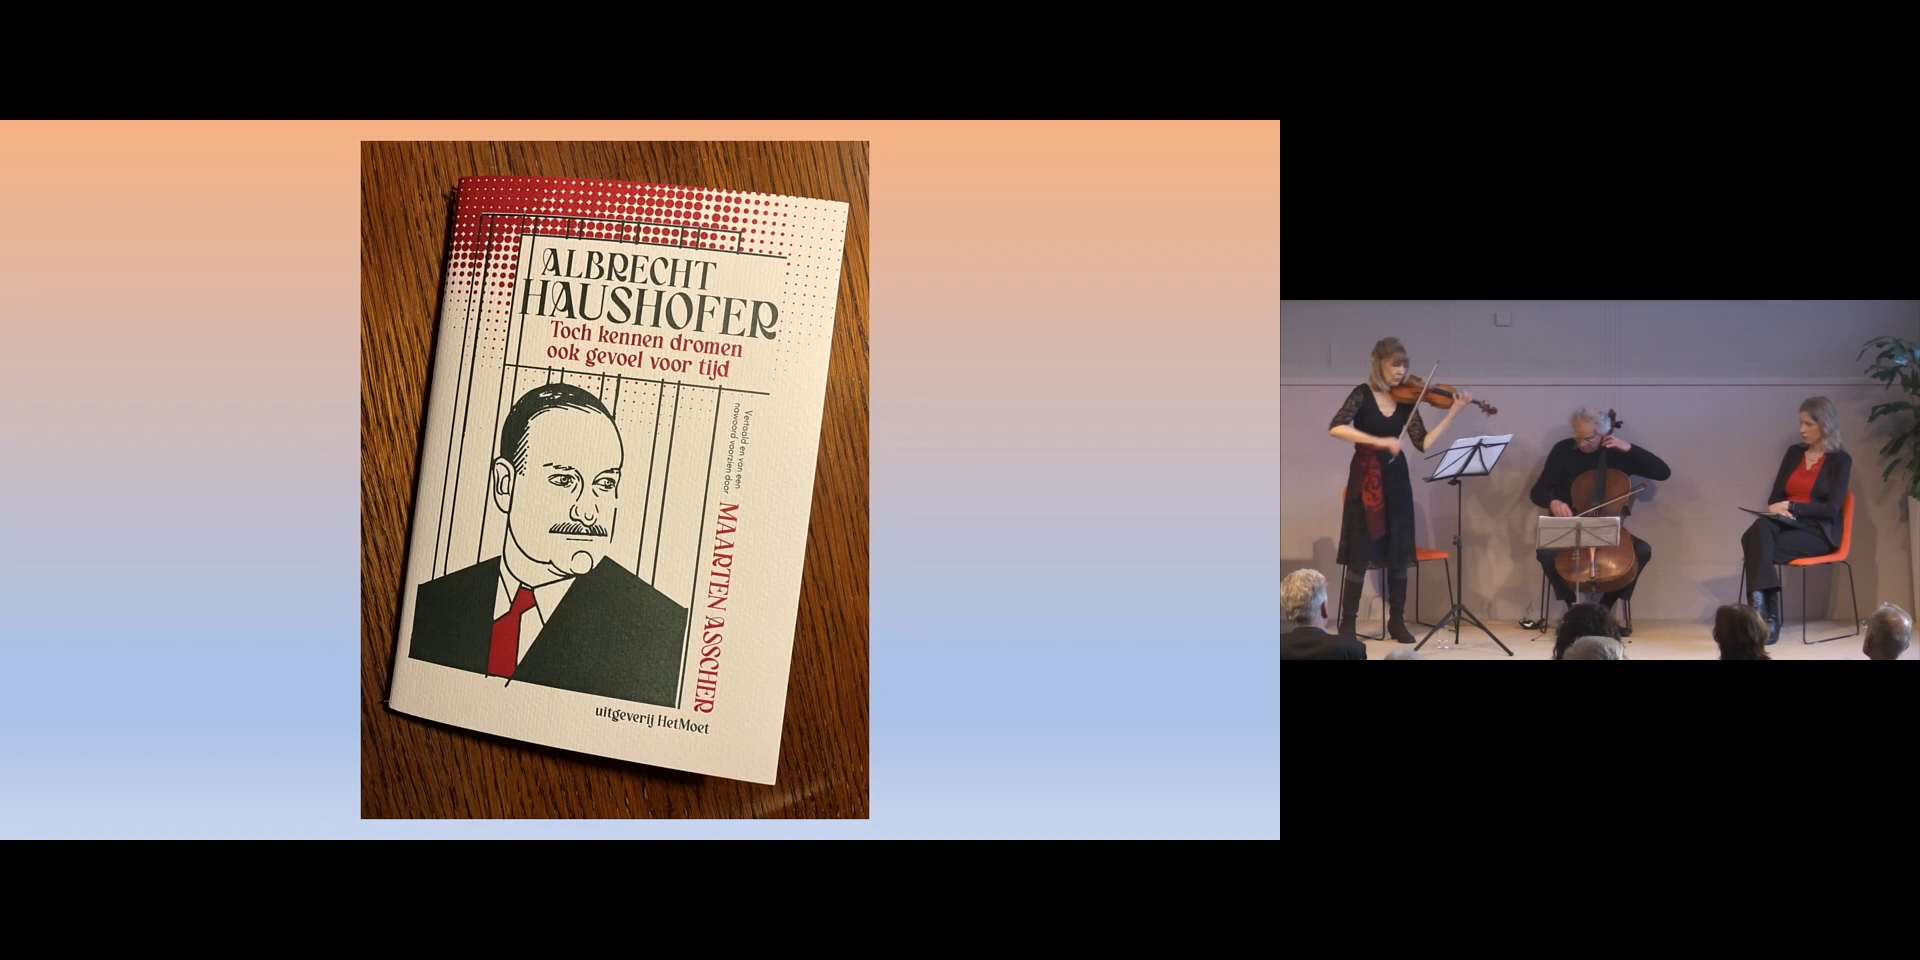 ALBRECHT
HAUSHOFER
Toch kennen dromen
ook gevoel voor tijd
Vertaald en van een
nawoord voorzien door
MAARTEN ASSCHER
uitgeverij HetMoet